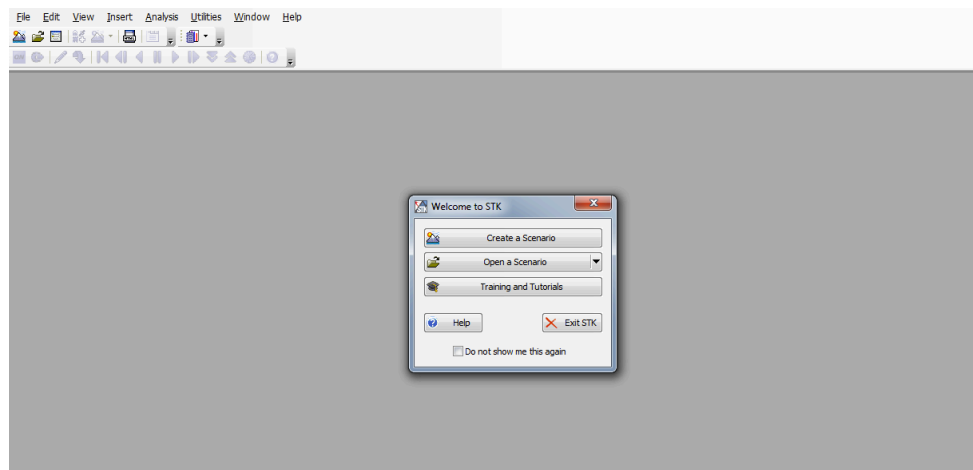 File Edit View Insert Analysis Utilities Window Help
Welcome to STK
Create a Scenario
Open a Scenario
Training and Tutorials
Help Exit STK
Do not show me this again